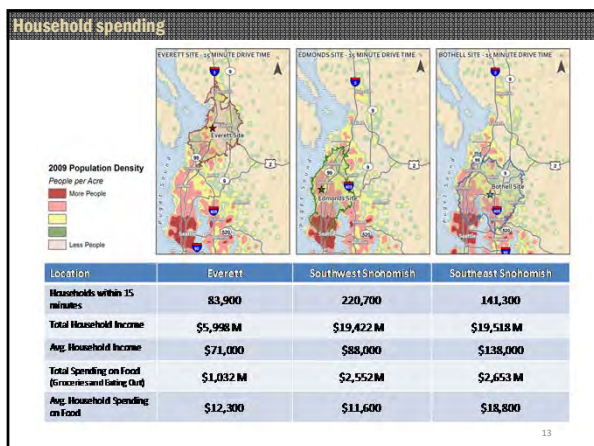 Household spending
EVERETT SITE - 15 MINUTE DRIVE TIME
EDMONDS SITE - 15 MINUTE DRIVE TIME
BOTHELL SITE - 15 MINUTE DRIVE TIME
Everett Site
Edmonds Site
Bothell Site
Puget Sound
Seattle
2009 Population Density
People per Acre
More People
Less People
Location Everett Southwest Snohomish Southeast Snohomish
Households within 15 minutes 83,900 220,700 141,300
Total Household Income $5,998 M $19,422 M $19,518 M
Avg. Household Income $71,000 $88,000 $138,000
Total Spending on Food (Groceries and Eating Out) $1,032 M $2,552 M $2,653 M
Avg. Household Spending on Food $12,300 $11,600 $18,800
13